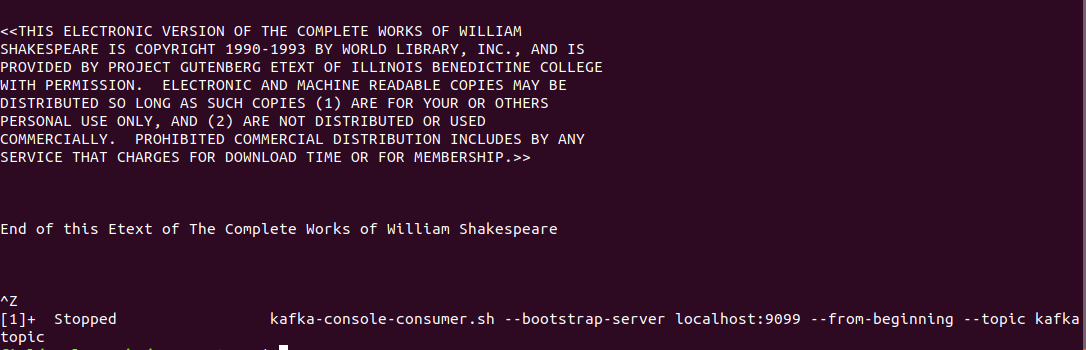 <<THIS ELECTRONIC VERSION OF THE COMPLETE WORKS OF WILLIAM
SHAKESPEARE IS COPYRIGHT 1990-1993 BY WORLD LIBRARY, INC., AND IS
PROVIDED BY PROJECT GUTENBERG ETEXT OF ILLINOIS BENEDICTINE COLLEGE
WITH PERMISSION.  ELECTRONIC AND MACHINE READABLE COPIES MAY BE
DISTRIBUTED SO LONG AS SUCH COPIES (1) ARE FOR YOUR OR OTHERS
PERSONAL USE ONLY, AND (2) ARE NOT DISTRIBUTED OR USED
COMMERCIALLY.  PROHIBITED COMMERCIAL DISTRIBUTION INCLUDES BY ANY
SERVICE THAT CHARGES FOR DOWNLOAD TIME OR FOR MEMBERSHIP.>>
End of this Etext of The Complete Works of William Shakespeare
^Z
[1]+  Stopped                 kafka-console-consumer.sh --bootstrap-server localhost:9099 --from-beginning --topic kafka
topic